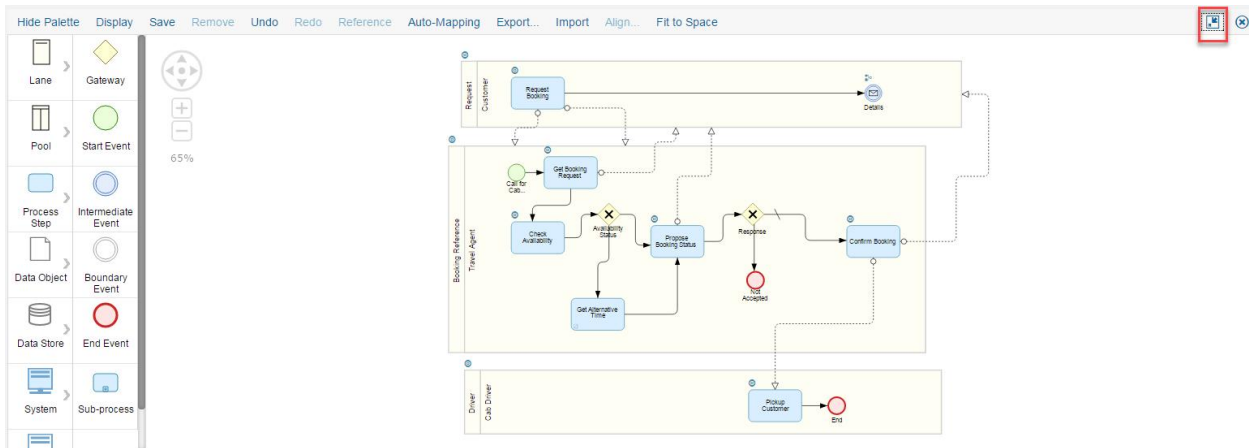 Hide Palette Display Save Remove Undo Redo Reference Auto-Mapping Export... Import Align... Fit to Space
Lane
Gateway
Pool
Start Event
Process
Step
Intermediate
Event
Data Object
Boundary
Event
Data Store
End Event
System
Sub-process
65%
Request
Customer
Request
Booking
Details
Booking Reference
Travel Agent
Call for
Cab...
Get Booking
Request
Check
Availability
Availability
Status
Get Alternative
Time
Propose
Booking Status
Response
Not
Accepted
Confirm Booking
Driver
Cab Driver
Pickup
Customer
End